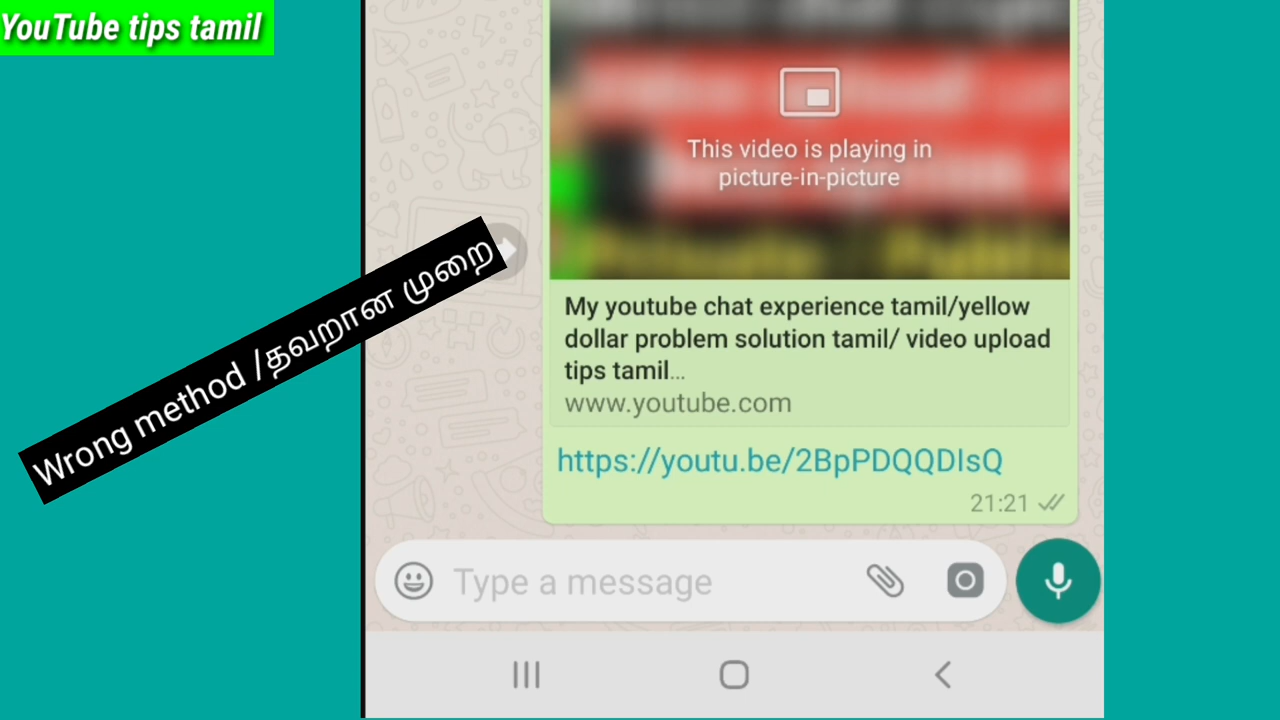 YouTube tips tamil
This video is playing in
picture-in-picture
Wrong method /தவறான முறை
My youtube chat experience tamil/yellow
dollar problem solution tamil/ video upload
tips tamil...
www.youtube.com
https://youtu.be/2BpPDQQDIsQ
21:21
Type a message